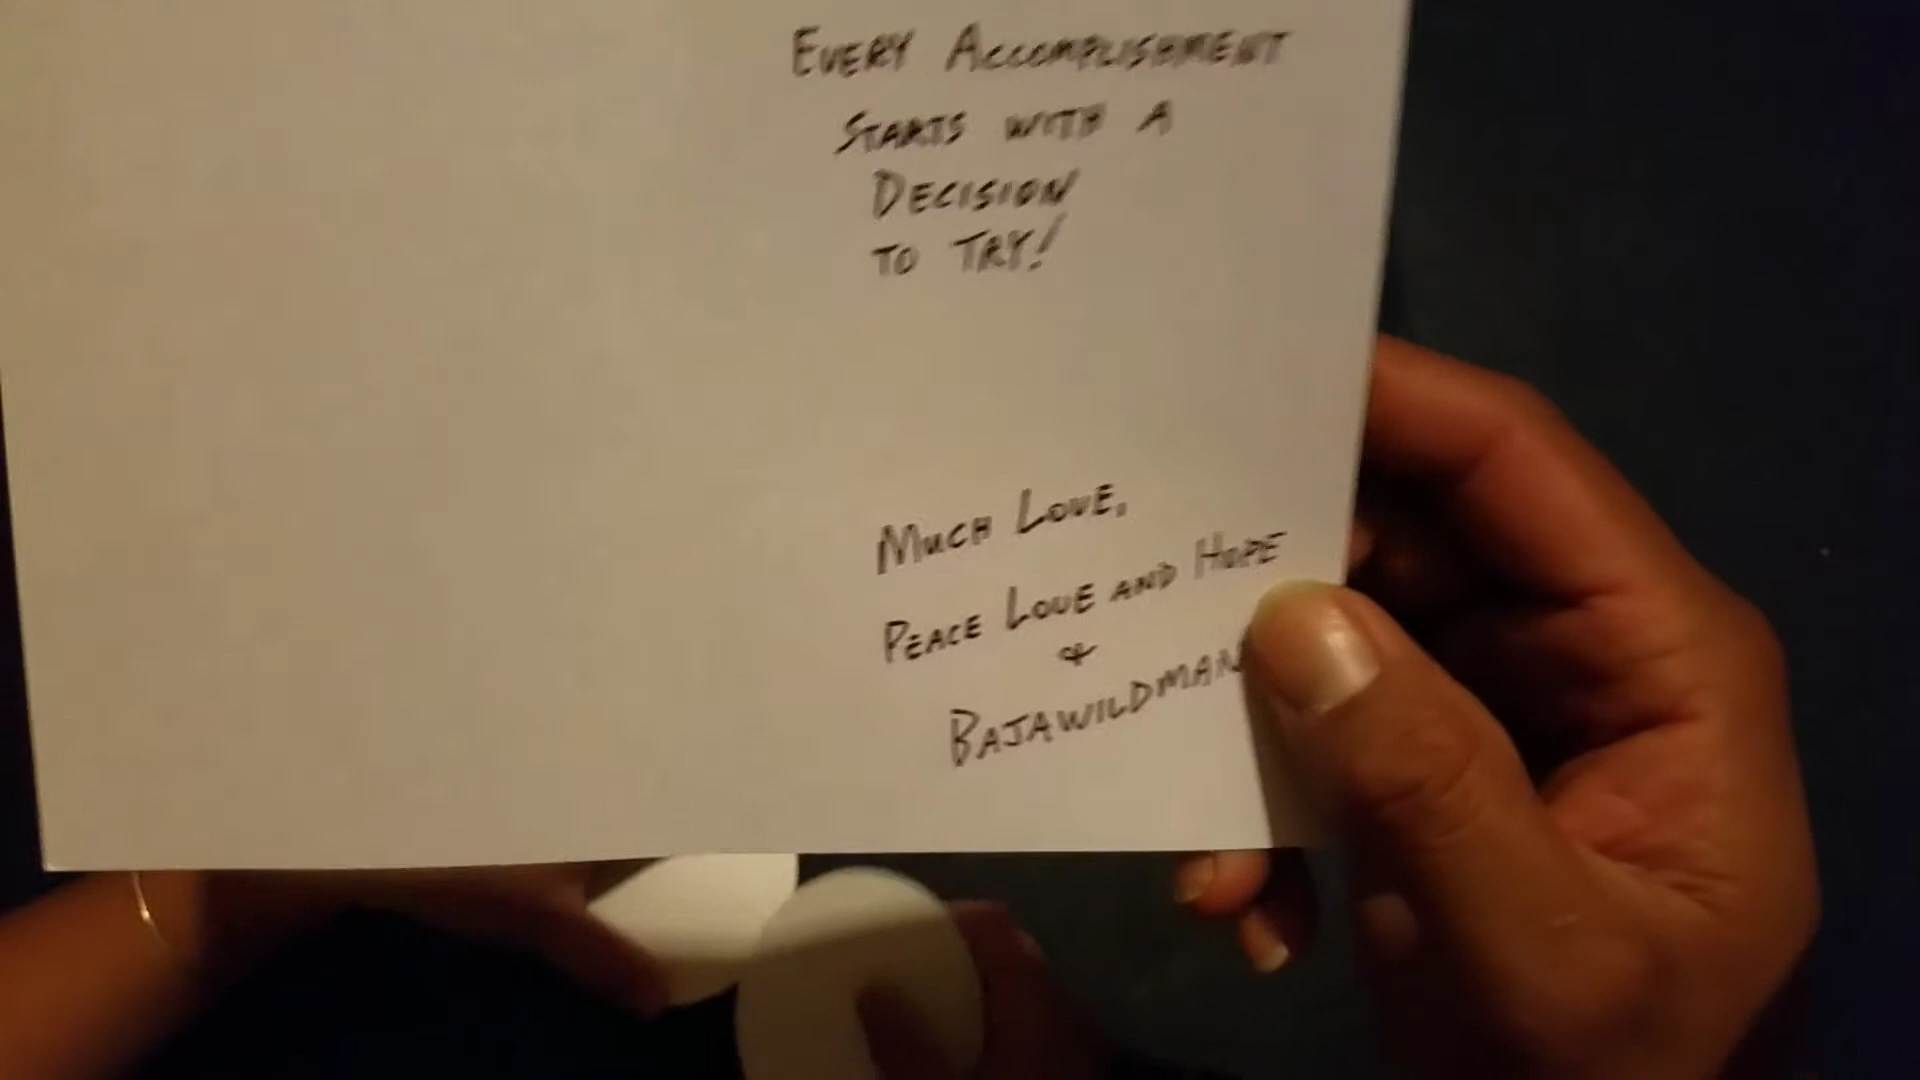 Every Accomplishment
Starts with a
Decision
to Try!
Much Love,
Peace Love and Hope
&
Bajawildman